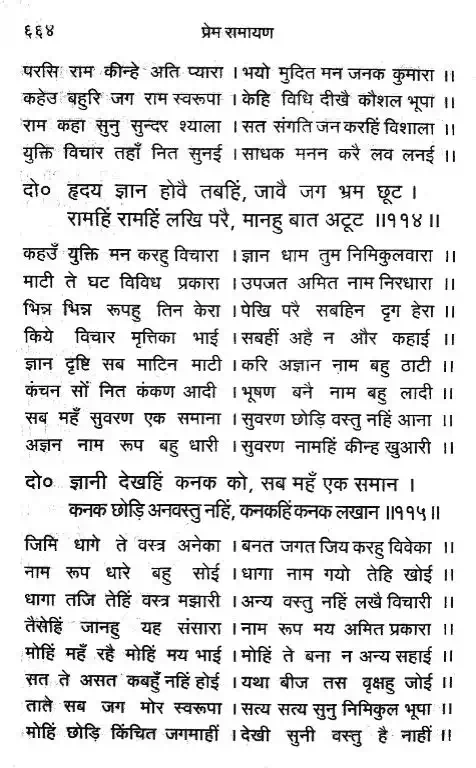 ६६४ प्रेम रामायण
परसि राम कीन्हे अति प्यारा । भयो मुदित मन जनक कुमारा ॥
कहेउ बहुरि जग राम स्वरूपा । केहि विधि दीखै कौशल भूपा ॥
राम कहा सुनु सुन्दर श्याला । सत संगति जन करहिं विशाला ॥
युक्ति विचार तहाँ नित सुनई । साधक मनन करै लव लनई ॥
दो० हृदय ज्ञान होवै तबहिं, जावै जग भ्रम छूट ।
रामहिं रामहिं लखि परै, मानहु बात अटूट ॥११४॥
कहउँ युक्ति मन करहु विचारा । ज्ञान धाम तुम निमिकुलवारा ॥
माटी ते घट विविध प्रकारा । उपजत अमित नाम निरधारा ॥
भिन्न भिन्न रूपहु तिन केरा । पेखि परै सबहिन दृग हेरा ॥
किये विचार मृत्तिका भाई । सबहीं अहै न और कहाई ॥
ज्ञान दृष्टि सब माटिन माटी । करि अज्ञान नाम बहु ठाटी ॥
कंचन सों नित कंकण आदी । भूषण बनै नाम बहु लादी ॥
सब महँ सुवरण एक समाना । सुवरण छोड़ि वस्तु नहिं आना ॥
अज्ञन नाम रूप बहु धारी । सुवरण नामहिं कीन्ह खुआरी ॥
दो० ज्ञानी देखहिं कनक को, सब महँ एक समान ।
कनक छोड़ि अनवस्तु नहिं, कनकहिं कनक लखान ॥११५॥
जिमि धागे ते वस्त्र अनेका । बनत जगत जिय करहु विवेका ॥
नाम रूप धारे बहु सोई । धागा नाम गयो तेहि खोई ॥
धागा तजि तेहिं वस्त्र मझारी । अन्य वस्तु नहिं लखै विचारी ॥
तैसेहिं जानहु यह संसारा । नाम रूप मय अमित प्रकारा ॥
मोहिं महँ रहै मोहिं मय भाई । मोहिं ते बना न अन्य सहाई ॥
सत ते असत कबहुँ नहिं होई । यथा बीज तस वृक्षहु जोई ॥
ताते सब जग मोर स्वरूपा । सत्य सत्य सुनु निमिकुल भूपा ॥
मोहिं छोड़ि किंचित जगमाहीं । देखी सुनी वस्तु है नाहीं ॥